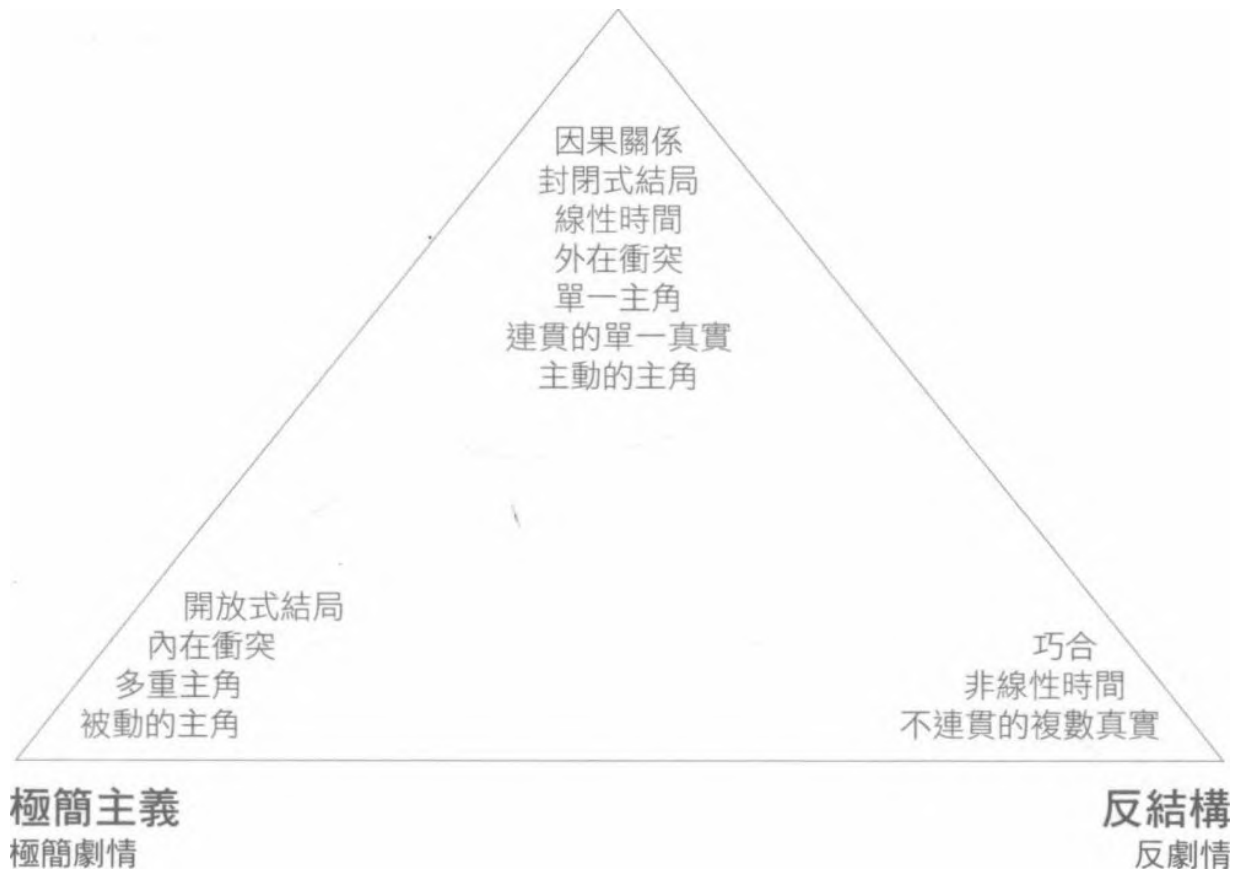 因果關係
封閉式結局
線性時間
外在衝突
單一主角
連貫的單一真實
主動的主角
開放式結局
內在衝突
多重主角
被動的主角
巧合
非線性時間
不連貫的複數真實
極簡主義
極簡劇情
反結構
反劇情